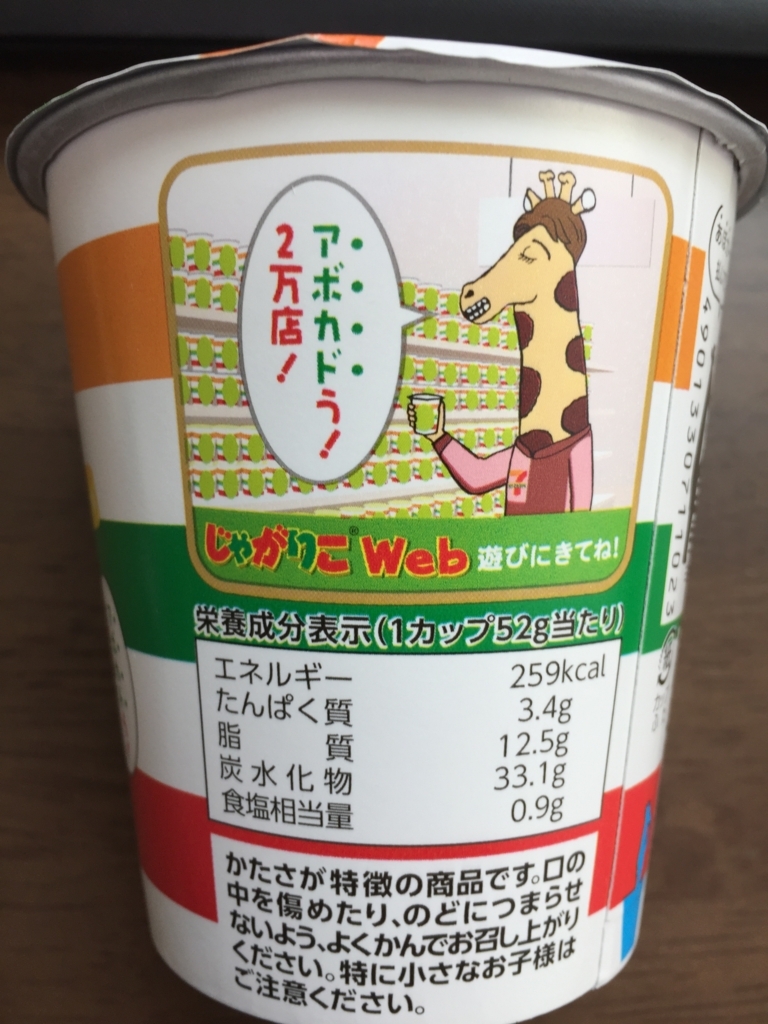 アボカドう!
2万店!
じゃがりこ® Web 遊びにきてね!
栄養成分表示(1カップ52g当たり)
エネルギー 259kcal
たんぱく質 3.4g
脂質 12.5g
炭水化物 33.1g
食塩相当量 0.9g
かたさが特徴の商品です。口の
中を傷めたり、のどにつまらせ
ないよう、よくかんでお召し上がり
ください。特に小さなお子様は
ご注意ください。
4901330711023